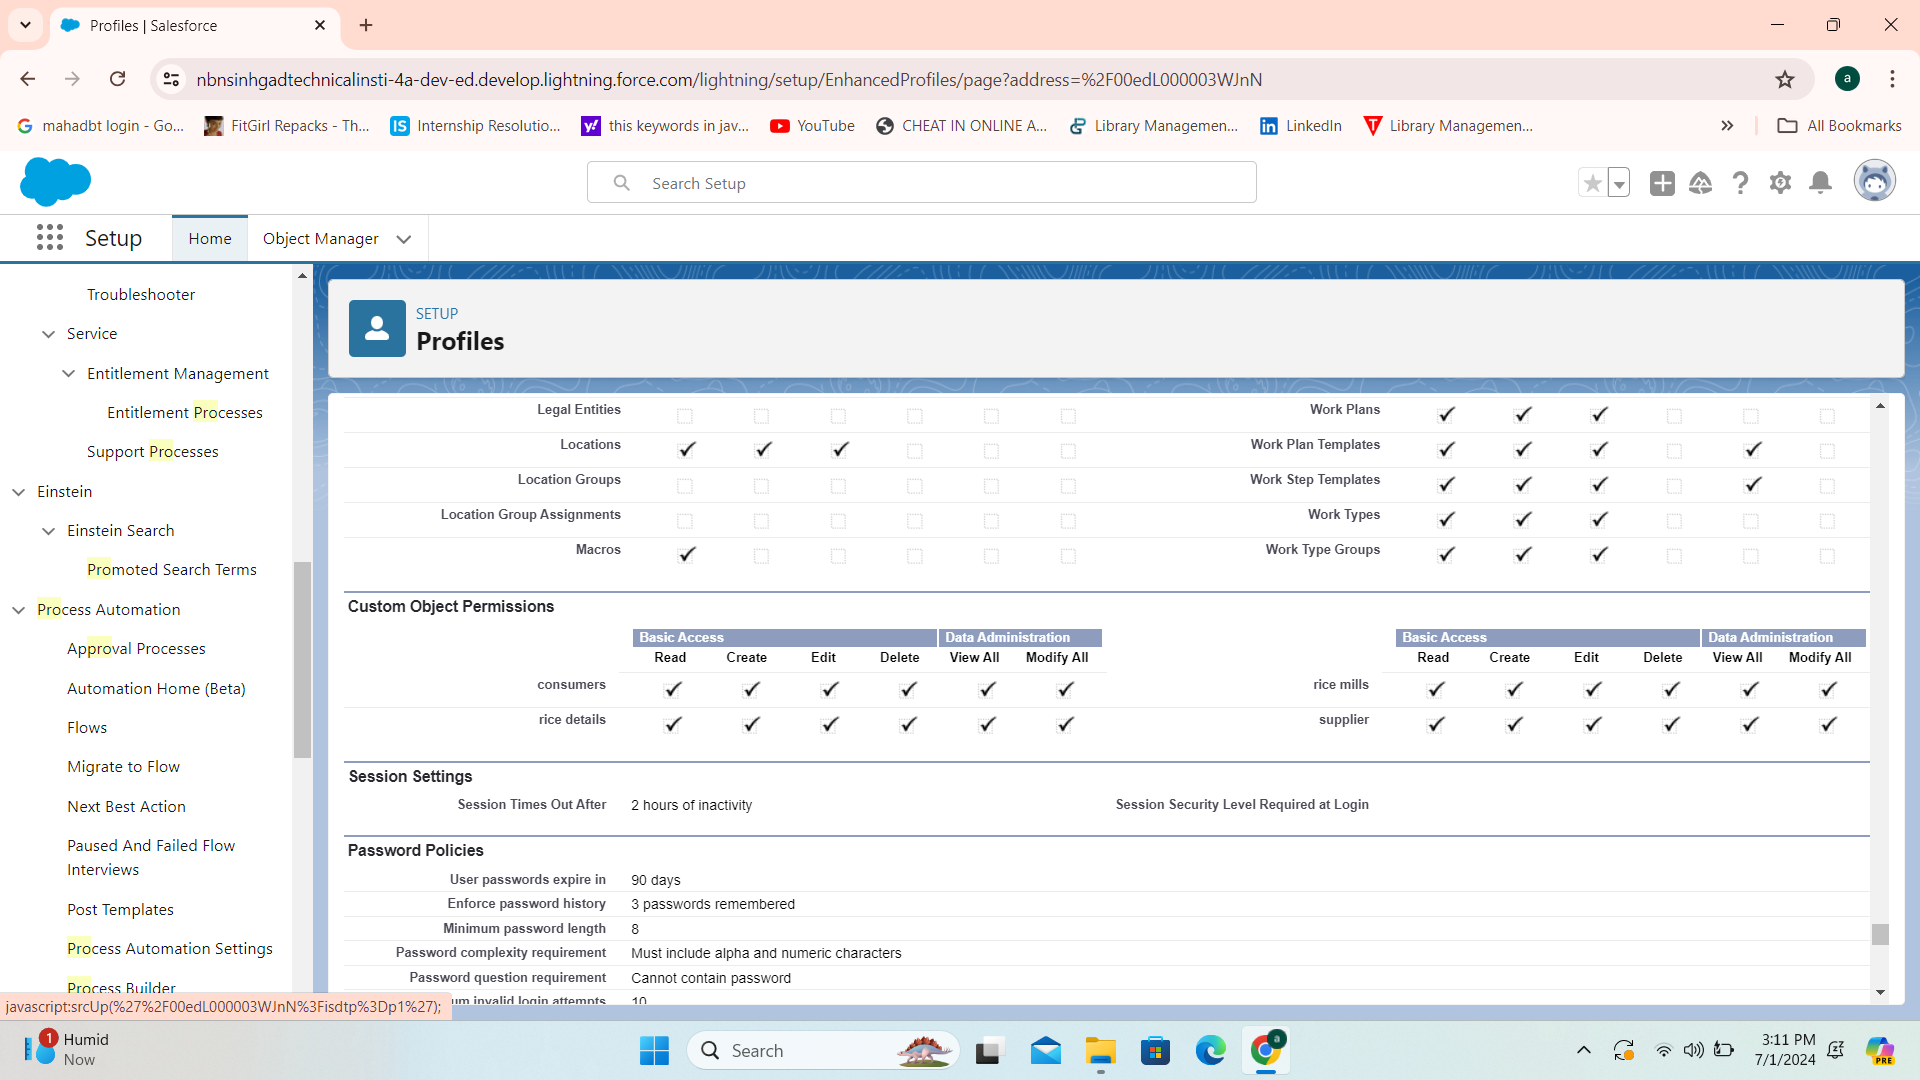 Profiles | Salesforce
nbnsinhgadtechnicalinsti-4a-dev-ed.develop.lightning.force.com/lightning/setup/EnhancedProfiles/page?address=%2F00edL000003WJnN
a
mahadbt login - Go...
FitGirl Repacks - Th...
IS Internship Resolutio...
y! this keywords in jav...
YouTube
CHEAT IN ONLINE A...
Library Managemen...
in LinkedIn
Library Managemen...
All Bookmarks
Search Setup
Setup
Home
Object Manager
Troubleshooter
Service
Entitlement Management
Entitlement Processes
Support Processes
Einstein
Einstein Search
Promoted Search Terms
Process Automation
Approval Processes
Automation Home (Beta)
Flows
Migrate to Flow
Next Best Action
Paused And Failed Flow
Interviews
Post Templates
Process Automation Settings
Process Builder
SETUP
Profiles
Legal Entities
Work Plans
Locations
Work Plan Templates
Location Groups
Work Step Templates
Location Group Assignments
Work Types
Macros
Work Type Groups
Custom Object Permissions
Basic Access Data Administration Basic Access Data Administration
Read Create Edit Delete View All Modify All Read Create Edit Delete View All Modify All
consumers
rice mills
rice details
supplier
Session Settings
Session Times Out After 2 hours of inactivity Session Security Level Required at Login
Password Policies
User passwords expire in 90 days
Enforce password history 3 passwords remembered
Minimum password length 8
Password complexity requirement Must include alpha and numeric characters
Password question requirement Cannot contain password
um invalid login attempts 10
javascript:srcUp(%27%2F00edL000003WJnN%3Fisdtp%3Dp1%27);
1
Humid
Now
Search
a
3:11 PM
7/1/2024
PRE